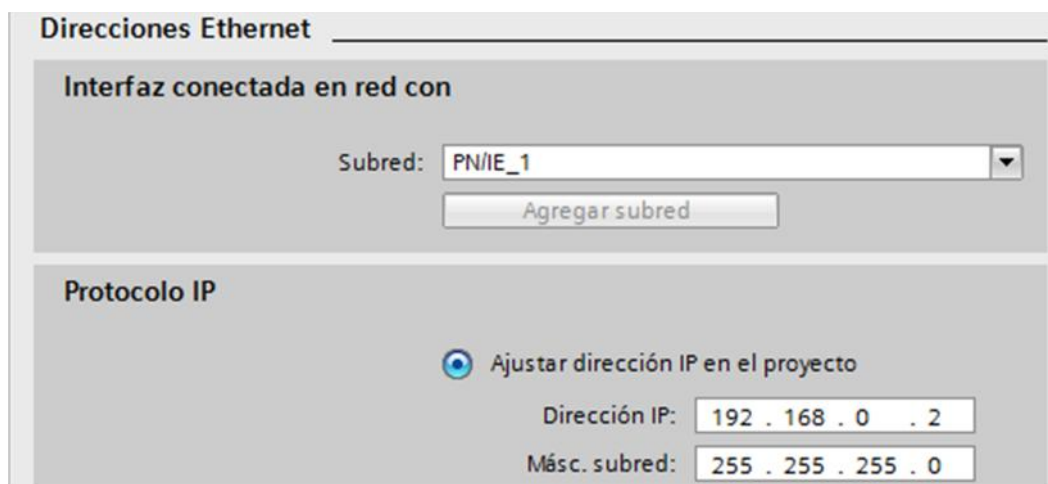 Direcciones Ethernet
Interfaz conectada en red con
Subred: PN/IE_1
Agregar subred
Protocolo IP
Ajustar dirección IP en el proyecto
Dirección IP: 192 . 168 . 0 . 2
Másc. subred: 255 . 255 . 255 . 0